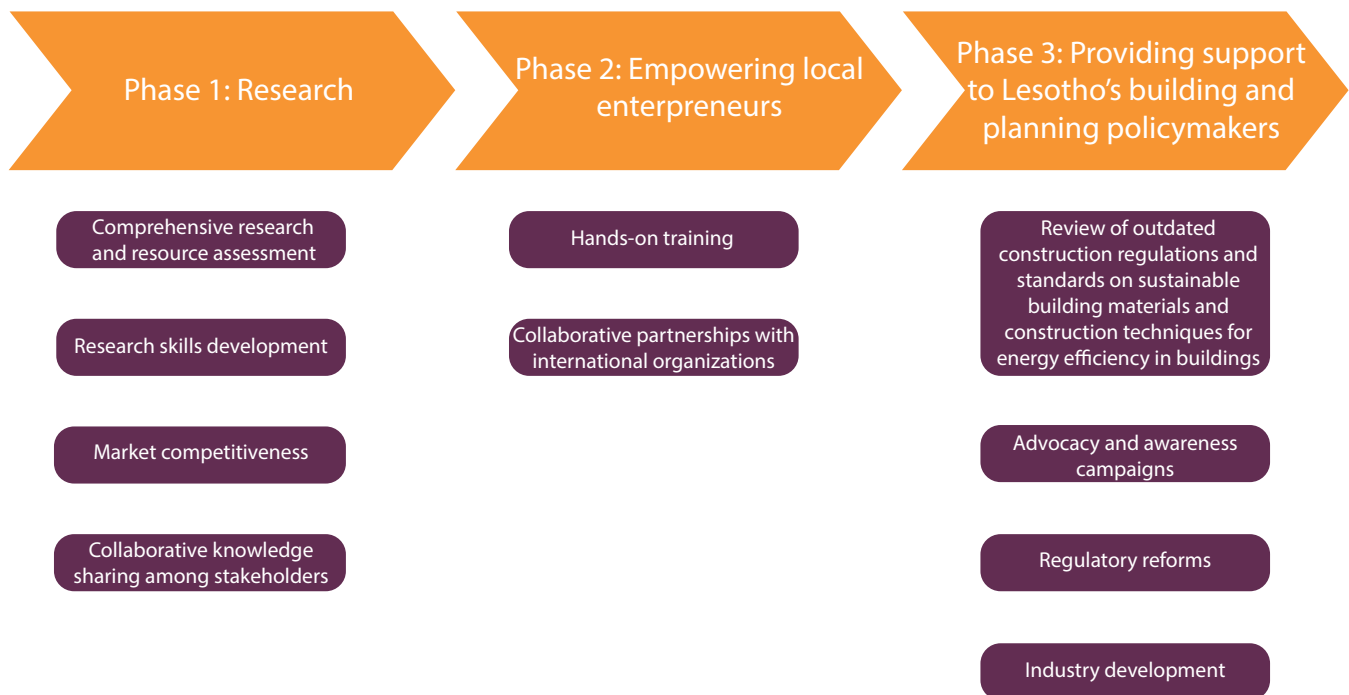 Phase 1: Research
Comprehensive research
and resource assessment
Research skills development
Market competitiveness
Collaborative knowledge
sharing among stakeholders
Phase 2: Empowering local
enterpreneurs
Hands-on training
Collaborative partnerships with
international organizations
Phase 3: Providing support
to Lesotho’s building and
planning policymakers
Review of outdated
construction regulations and
standards on sustainable
building materials and
construction techniques for
energy efficiency in buildings
Advocacy and awareness
campaigns
Regulatory reforms
Industry development